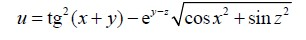 u = tg²(x + y) − e^{y−z}√(cos x² + sin z²)